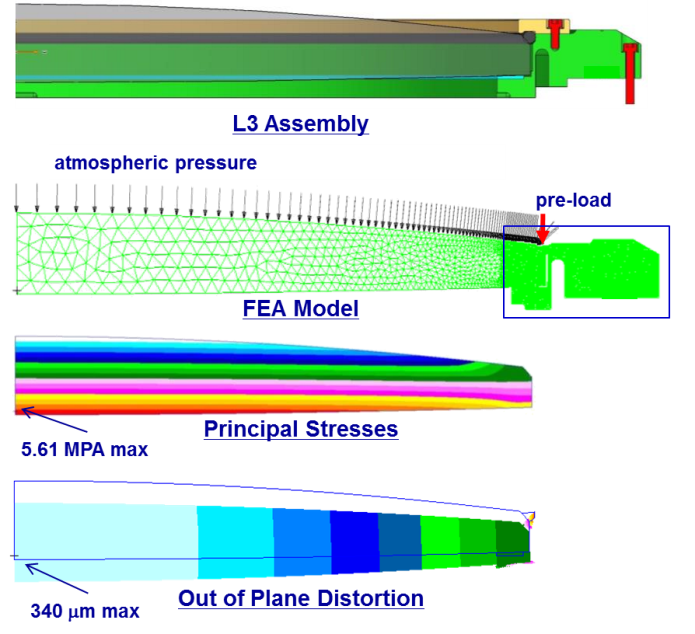 L3 Assembly
atmospheric pressure
pre-load
FEA Model
Principal Stresses
5.61 MPA max
Out of Plane Distortion
340 μm max